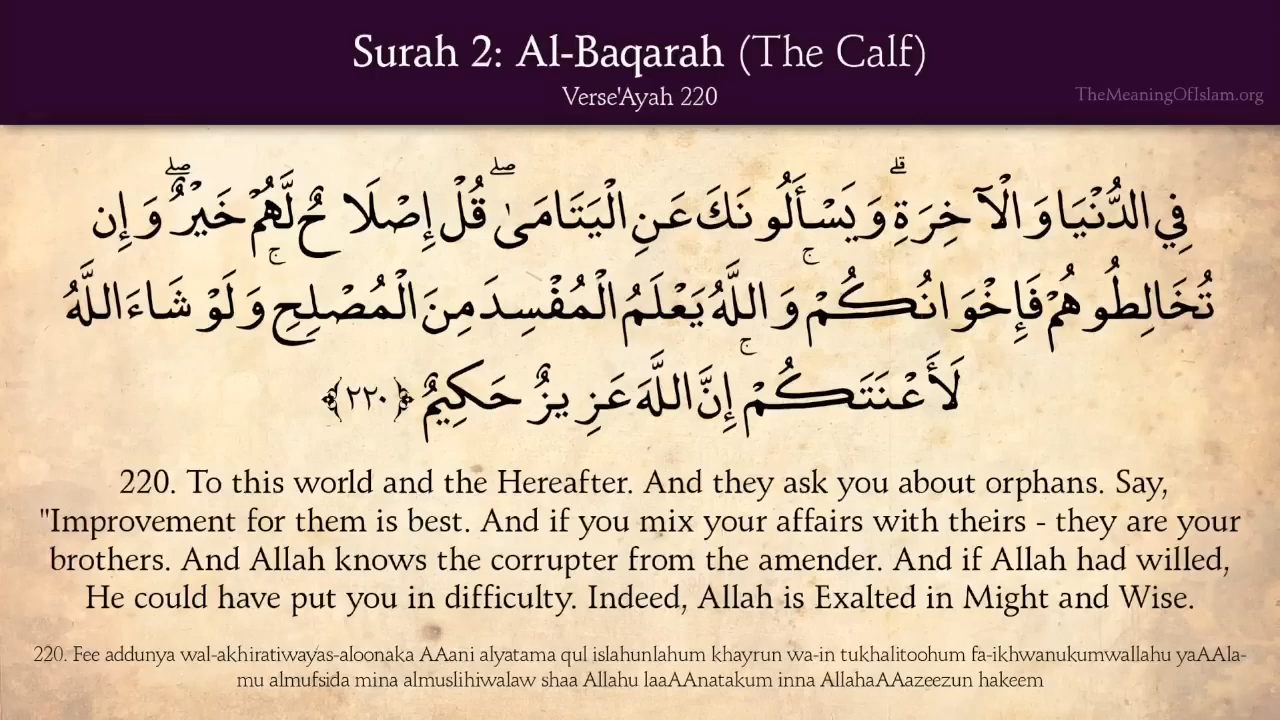 Surah 2: Al-Baqarah (The Calf)
Verse'Ayah 220
TheMeaningOfIslam.org
فِي الدُّنْيَا وَالْآخِرَةِ ۗ وَيَسْأَلُونَكَ عَنِ الْيَتَامَىٰ ۖ قُلْ إِصْلَاحٌ لَّهُمْ خَيْرٌ ۖ وَإِن
تُخَالِطُوهُمْ فَإِخْوَانُكُمْ ۚ وَاللَّهُ يَعْلَمُ الْمُفْسِدَ مِنَ الْمُصْلِحِ ۚ وَلَوْ شَاءَ اللَّهُ
لَأَعْنَتَكُمْ ۚ إِنَّ اللَّهَ عَزِيزٌ حَكِيمٌ ﴿٢٢٠﴾
220. To this world and the Hereafter. And they ask you about orphans. Say,
"Improvement for them is best. And if you mix your affairs with theirs - they are your
brothers. And Allah knows the corrupter from the amender. And if Allah had willed,
He could have put you in difficulty. Indeed, Allah is Exalted in Might and Wise.
220. Fee addunya wal-akhiratiwayas-aloonaka AAani alyatama qul islahunlahum khayrun wa-in tukhalitoohum fa-ikhwanukumwallahu yaAAla-
mu almufsida mina almuslihiwalaw shaa Allahu laaAAnatakum inna AllahaAAazeezun hakeem